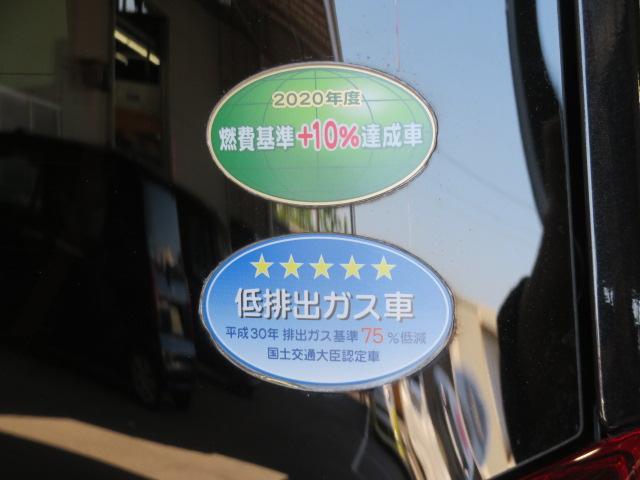 2020年度
燃費基準+10%達成車
低排出ガス車
平成30年 排出ガス基準 75 %低減
国土交通大臣認定車